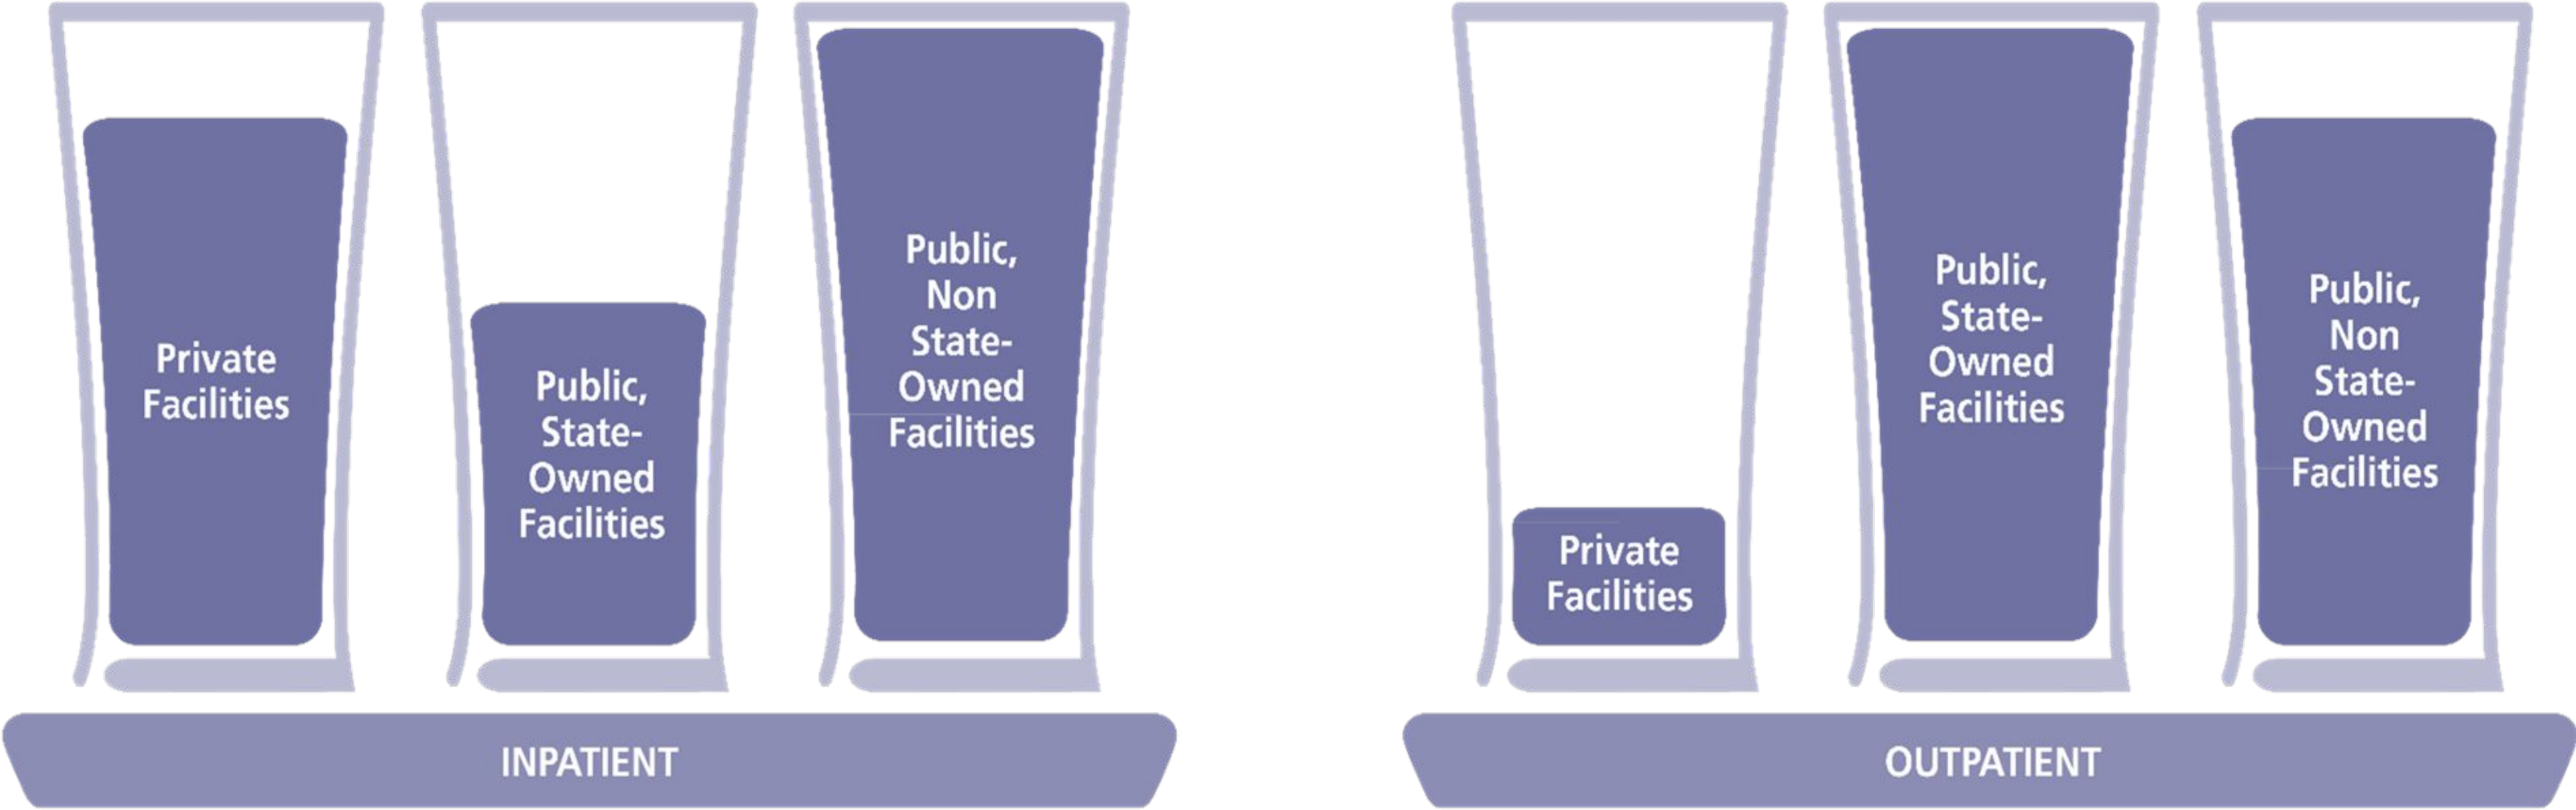 Private
Facilities
Public,
State-
Owned
Facilities
Public,
Non
State-
Owned
Facilities
INPATIENT
Private
Facilities
Public,
State-
Owned
Facilities
Public,
Non
State-
Owned
Facilities
OUTPATIENT